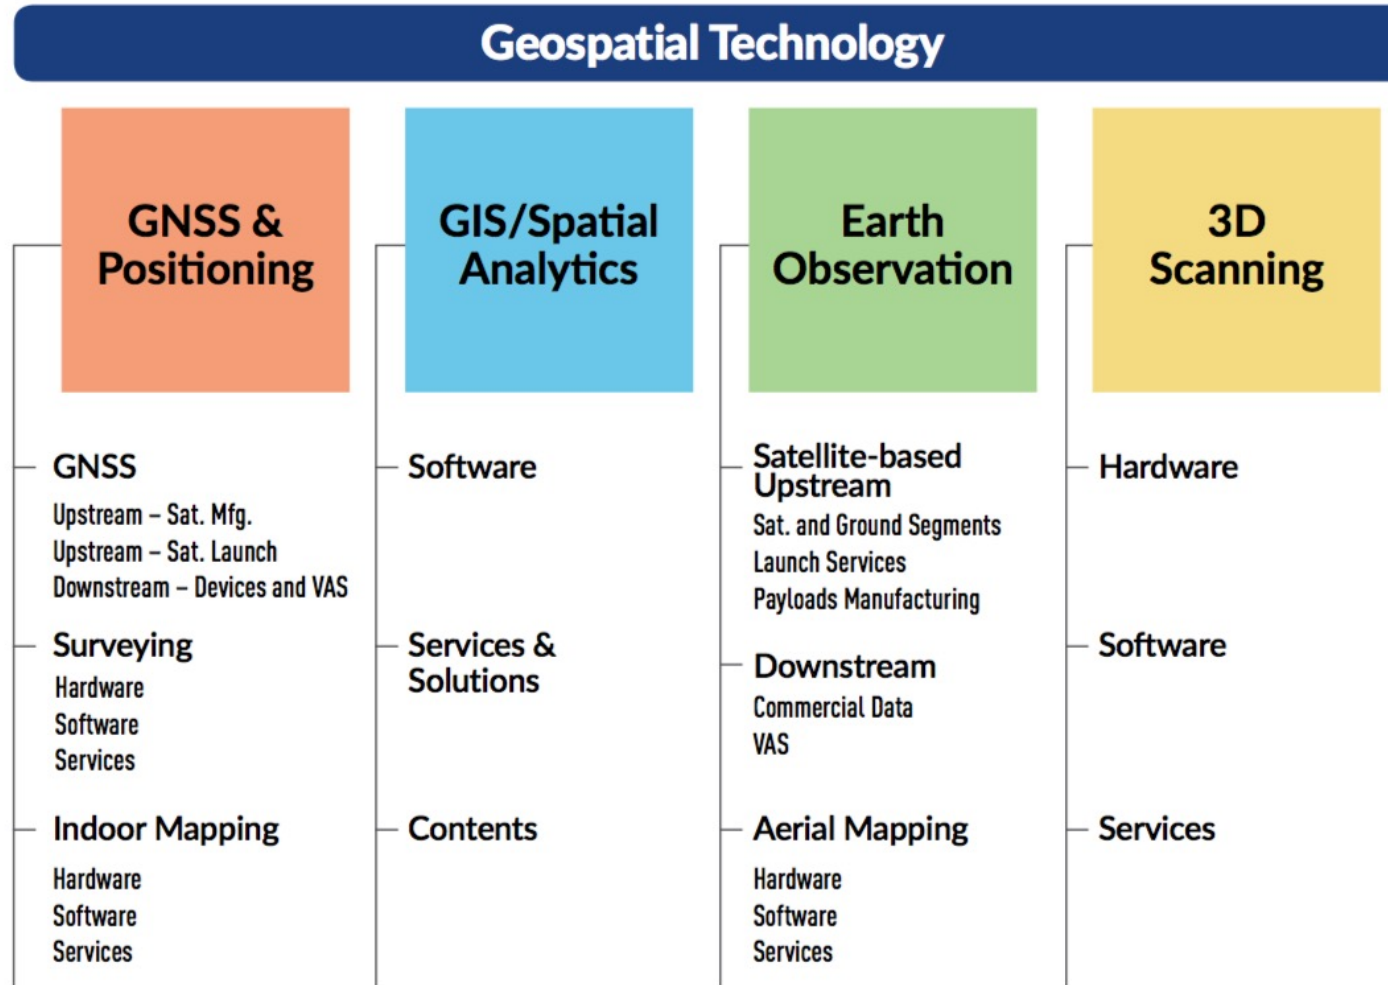 Geospatial Technology
GNSS &
Positioning
GNSS
Upstream – Sat. Mfg.
Upstream – Sat. Launch
Downstream – Devices and VAS
Surveying
Hardware
Software
Services
Indoor Mapping
Hardware
Software
Services
GIS/Spatial
Analytics
Software
Services &
Solutions
Contents
Earth
Observation
Satellite-based
Upstream
Sat. and Ground Segments
Launch Services
Payloads Manufacturing
Downstream
Commercial Data
VAS
Aerial Mapping
Hardware
Software
Services
3D
Scanning
Hardware
Software
Services